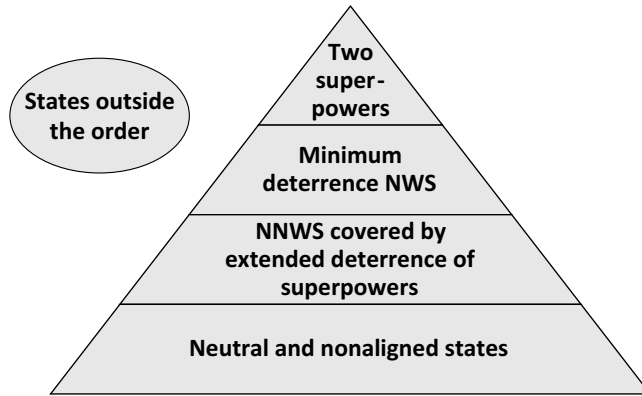 Two
super-
powers
States outside
the order
Minimum
deterrence NWS
NNWS covered by
extended deterrence of
superpowers
Neutral and nonaligned states